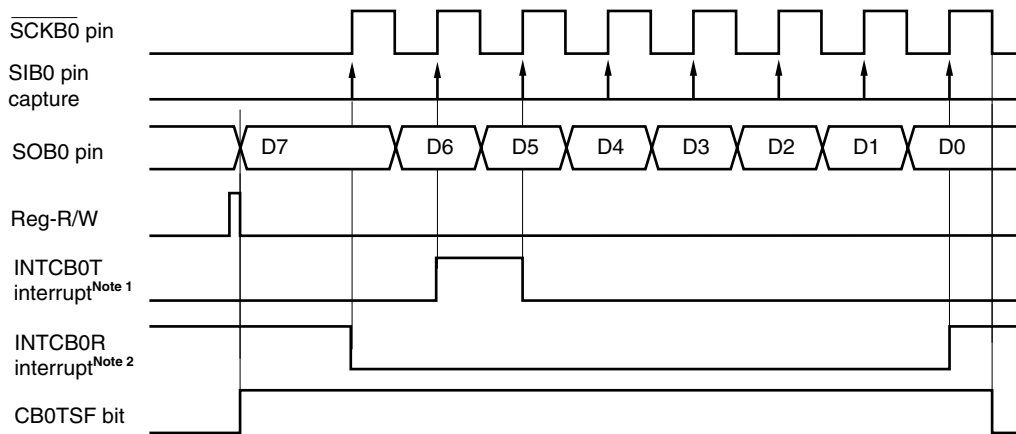 SCKB0 pin
SIB0 pin
capture
SOB0 pin
D7 D6 D5 D4 D3 D2 D1 D0
Reg-R/W
INTCB0T
interruptNote 1
INTCB0R
interruptNote 2
CB0TSF bit